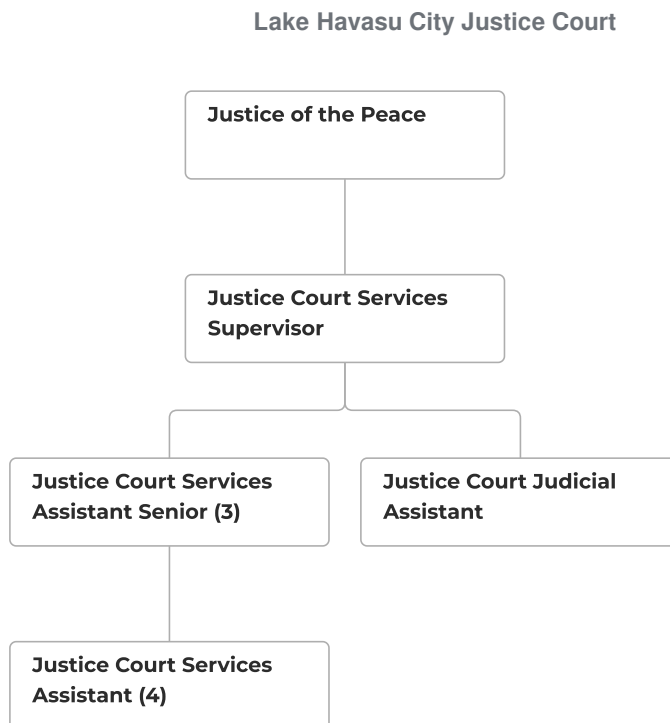 Lake Havasu City Justice Court
Justice of the Peace
Justice Court Services
Supervisor
Justice Court Services
Assistant Senior (3)
Justice Court Judicial
Assistant
Justice Court Services
Assistant (4)